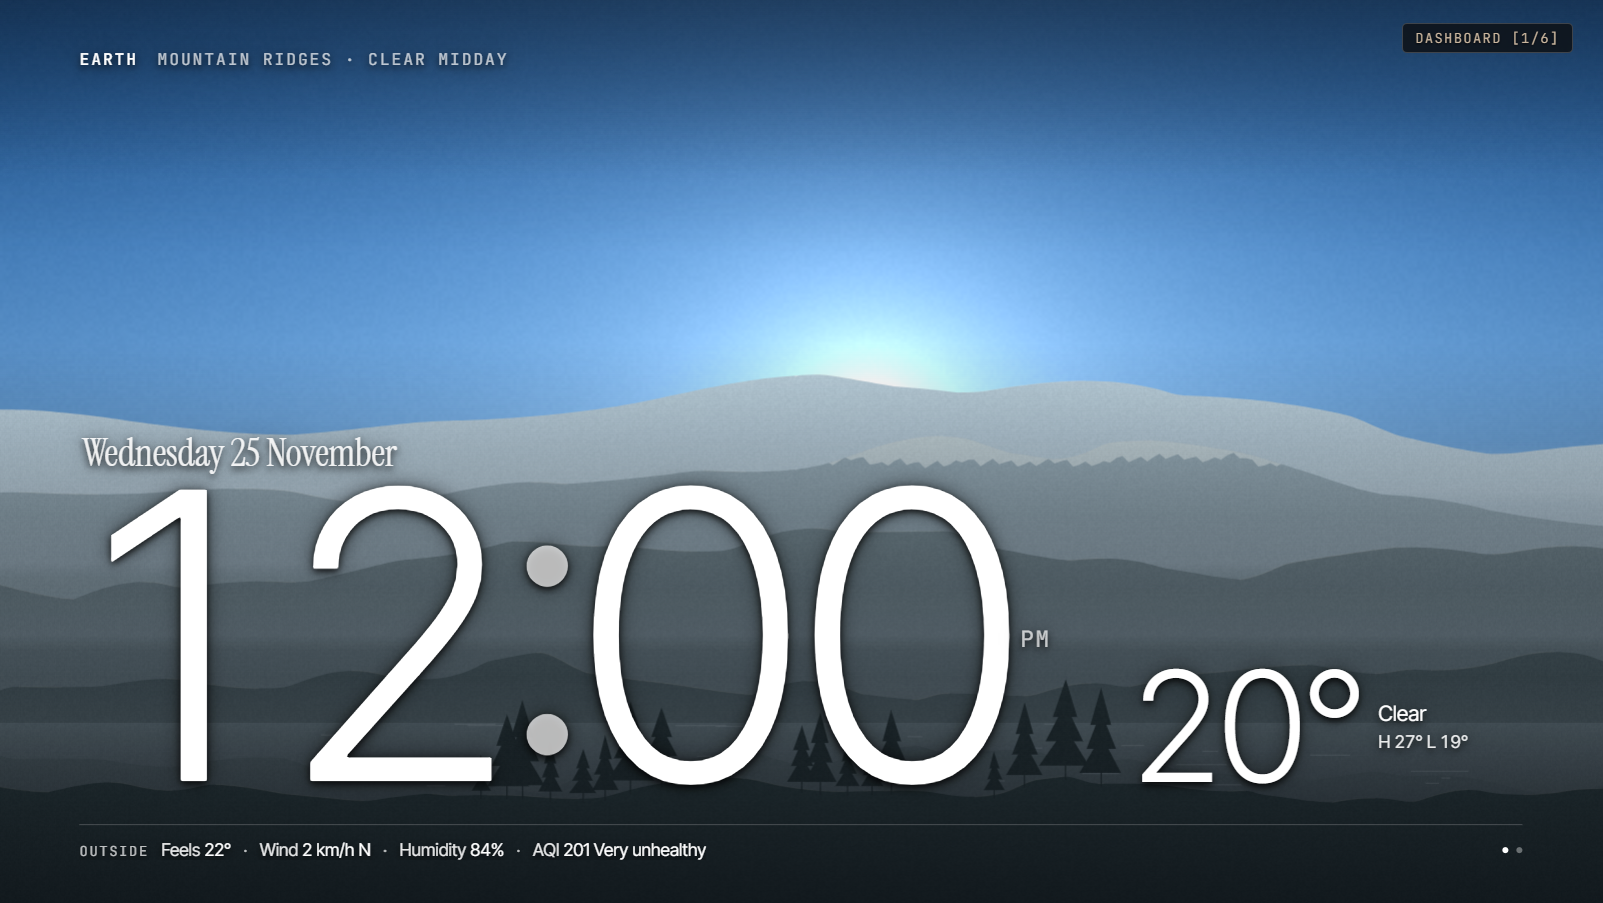 EARTH MOUNTAIN RIDGES · CLEAR MIDDAY
DASHBOARD [1/6]
Wednesday 25 November
12:00 PM
20°
Clear
H 27° L 19°
OUTSIDE Feels 22° · Wind 2 km/h N · Humidity 84% · AQI 201 Very unhealthy